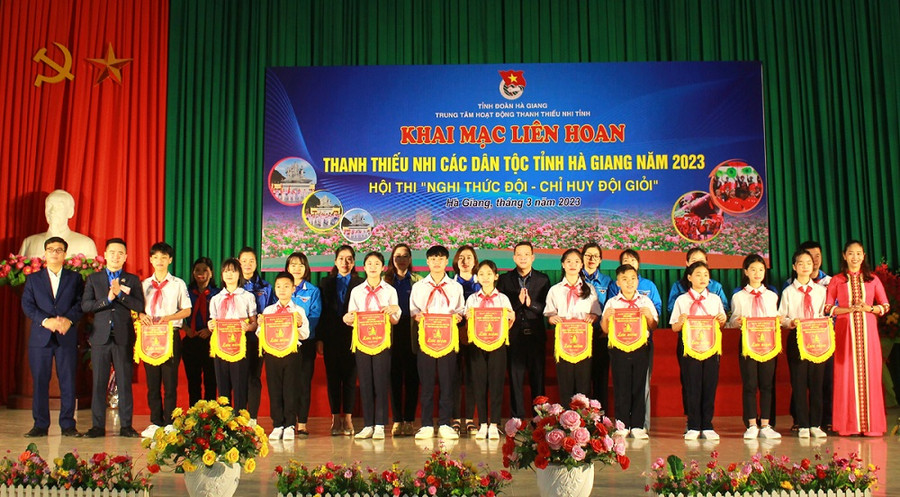 TỈNH ĐOÀN HÀ GIANG
TRUNG TÂM HOẠT ĐỘNG THANH THIẾU NHI TỈNH
KHAI MẠC LIÊN HOAN
THANH THIẾU NHI CÁC DÂN TỘC TỈNH HÀ GIANG NĂM 2023
HỘI THI "NGHI THỨC ĐỘI - CHỈ HUY ĐỘI GIỎI"
Hà Giang, tháng 3 năm 2023